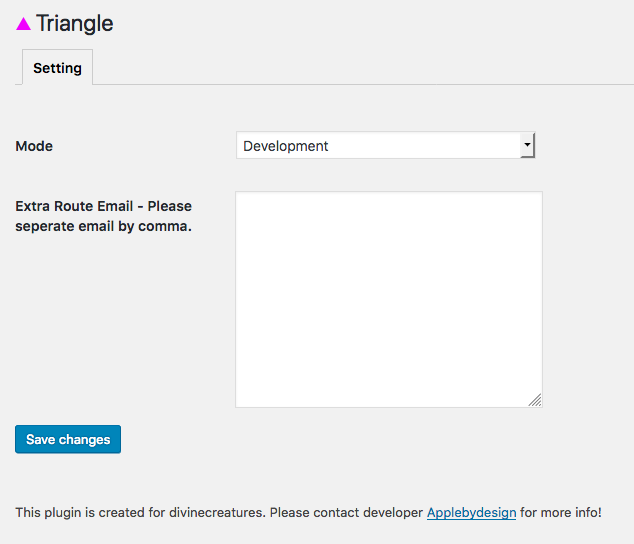 Triangle
Setting
Mode
Development
Extra Route Email - Please
seperate email by comma.
Save changes
This plugin is created for divinecreatures. Please contact developer Applebydesign for more info!